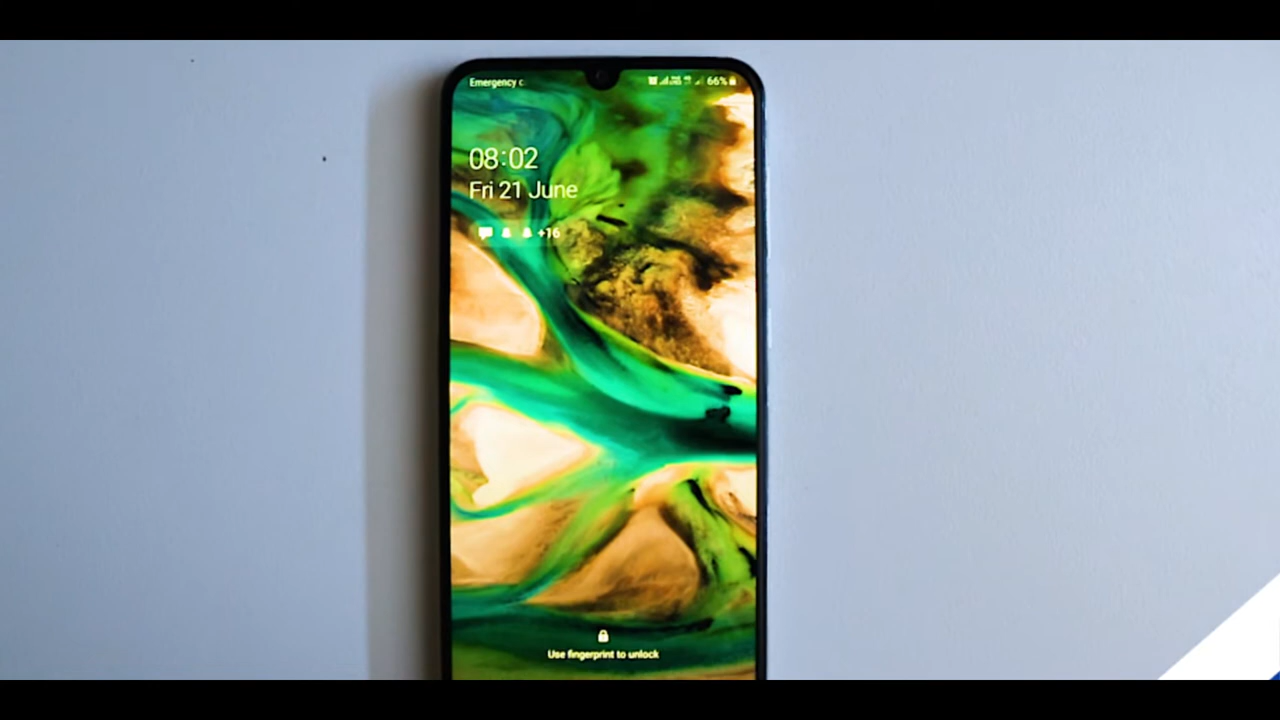 Emergency c
66%
08:02
Fri 21 June
+16
Use fingerprint to unlock